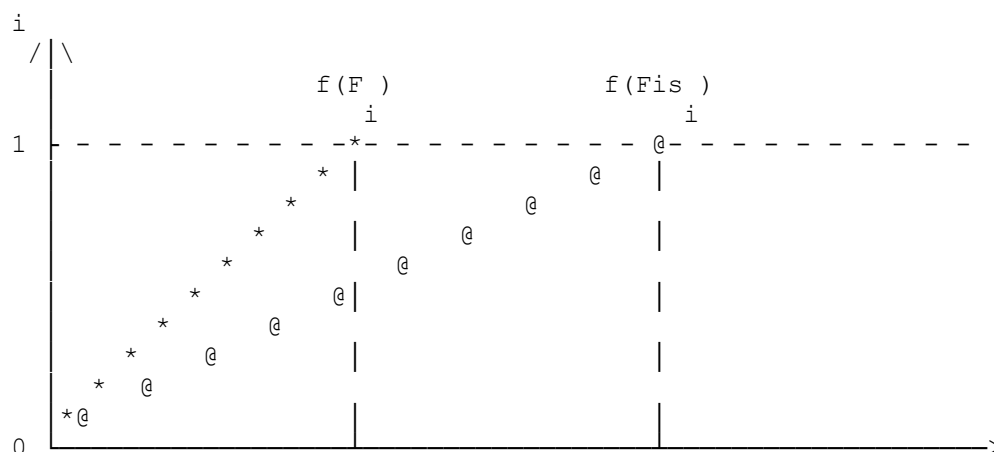 i
/ | \
f(F ) f(Fis )
i i
1 - - - - - - - - - - * - - - - - - - - - @ - - - - - - - - - -
* | @ |
* @
* | @ |
* @
* @ | |
* @
* @ | |
* @
* @ | |
0 >